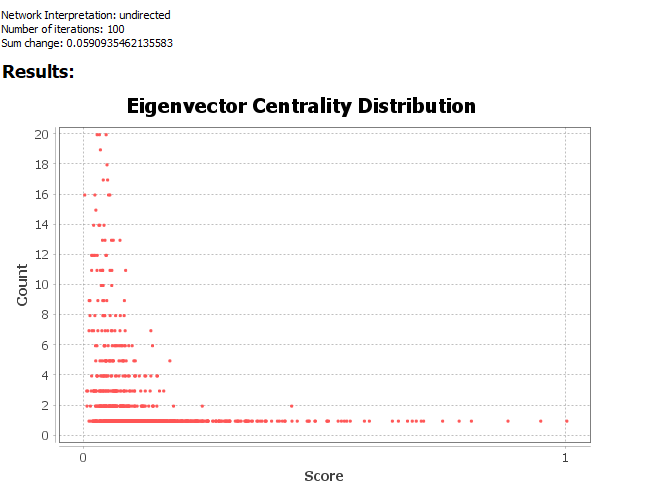 Network Interpretation: undirected
Number of iterations: 100
Sum change: 0.0590935462135583
Results:
Eigenvector Centrality Distribution
20
18
16
14
12
10
8
6
4
2
0
Count
0 1
Score